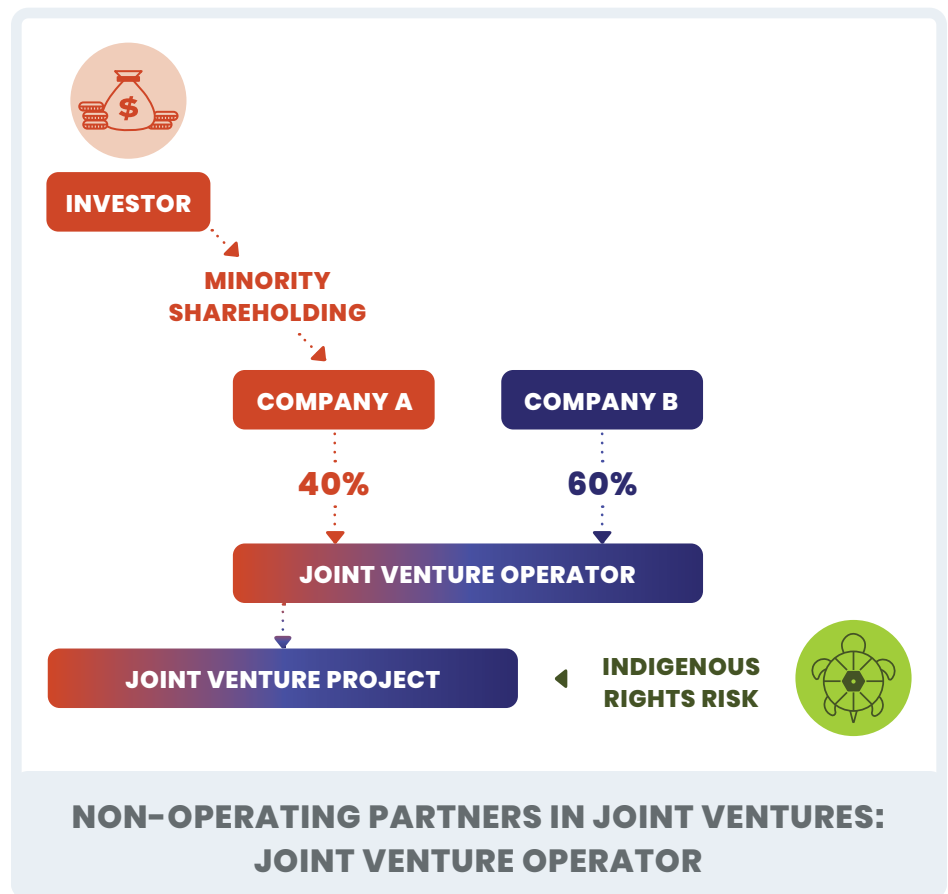 $
INVESTOR
MINORITY
SHAREHOLDING
COMPANY A
COMPANY B
40%
60%
JOINT VENTURE OPERATOR
JOINT VENTURE PROJECT
INDIGENOUS
RIGHTS RISK
NON-OPERATING PARTNERS IN JOINT VENTURES:
JOINT VENTURE OPERATOR